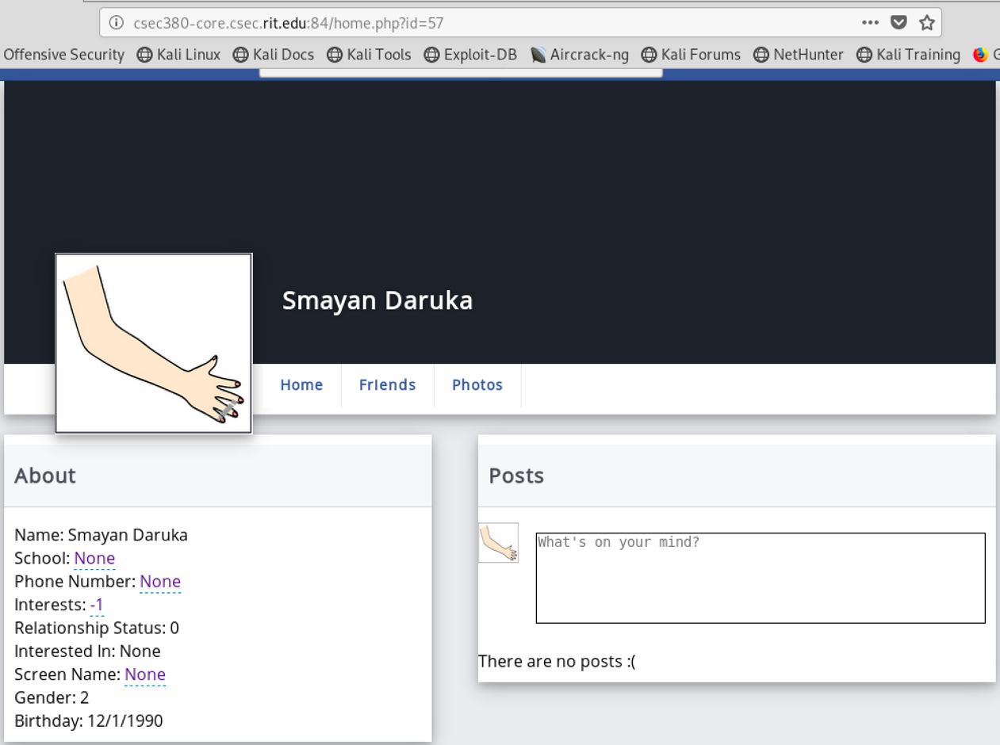 csec380-core.csec.rit.edu:84/home.php?id=57
Offensive Security Kali Linux Kali Docs Kali Tools Exploit-DB Aircrack-ng Kali Forums NetHunter Kali Training G
Smayan Daruka
Home Friends Photos
About
Name: Smayan Daruka
School: None
Phone Number: None
Interests: -1
Relationship Status: 0
Interested In: None
Screen Name: None
Gender: 2
Birthday: 12/1/1990
Posts
What's on your mind?
There are no posts :(